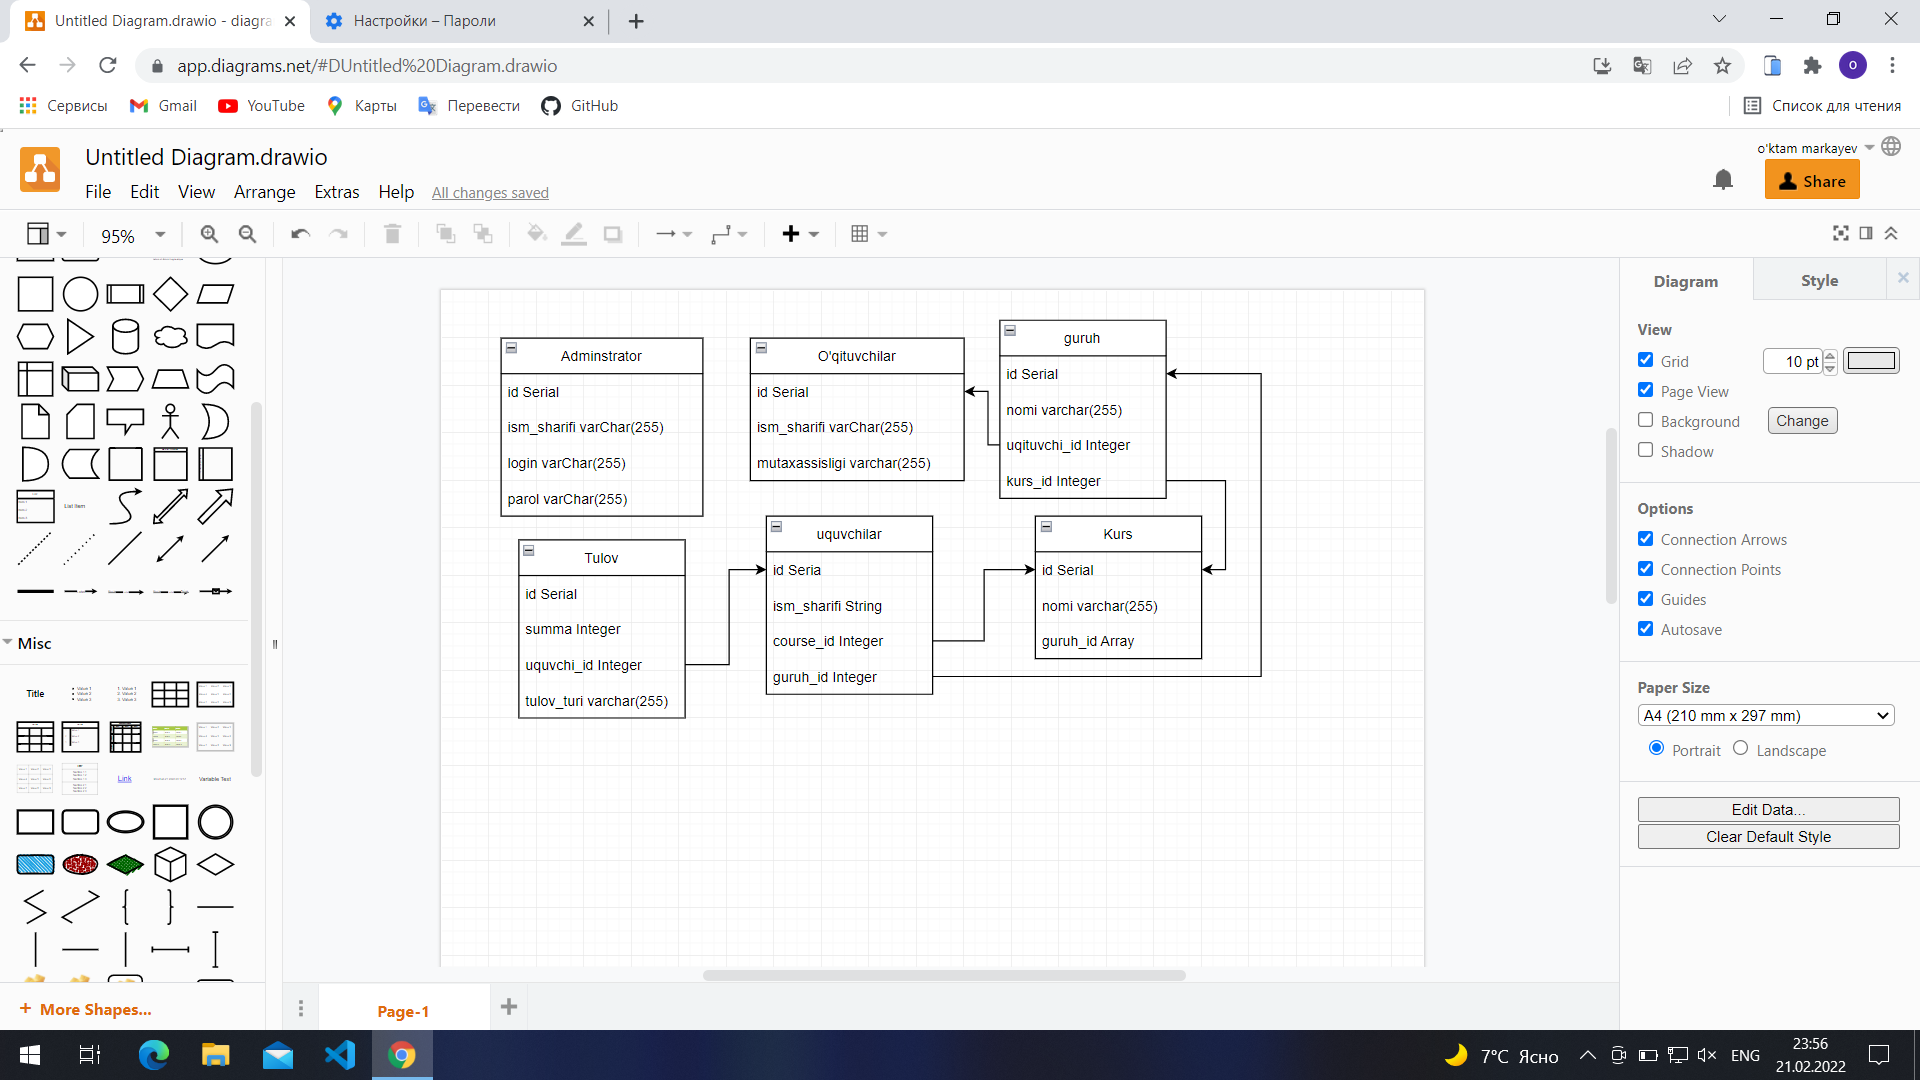 Untitled Diagram.drawio - diagra
Настройки – Пароли
app.diagrams.net/#DUntitled%20Diagram.drawio
o
Сервисы
Gmail
YouTube
Карты
Перевести
GitHub
Список для чтения
Untitled Diagram.drawio
o'ktam markayev
File
Edit
View
Arrange
Extras
Help
All changes saved
Share
95%
Diagram
Style
View
Grid
10 pt
Page View
Background
Change
Shadow
Options
Connection Arrows
Connection Points
Guides
Autosave
Paper Size
A4 (210 mm x 297 mm)
Portrait
Landscape
Edit Data...
Clear Default Style
List Item
Misc
Title
Link
Variable Text
+ More Shapes...
Adminstrator
id Serial
ism_sharifi varChar(255)
login varChar(255)
parol varChar(255)
O'qituvchilar
id Serial
ism_sharifi varChar(255)
mutaxassisligi varchar(255)
guruh
id Serial
nomi varchar(255)
uqituvchi_id Integer
kurs_id Integer
Tulov
id Serial
summa Integer
uquvchi_id Integer
tulov_turi varchar(255)
uquvchilar
id Seria
ism_sharifi String
course_id Integer
guruh_id Integer
Kurs
id Serial
nomi varchar(255)
guruh_id Array
Page-1
7°C Ясно
ENG
23:56
21.02.2022